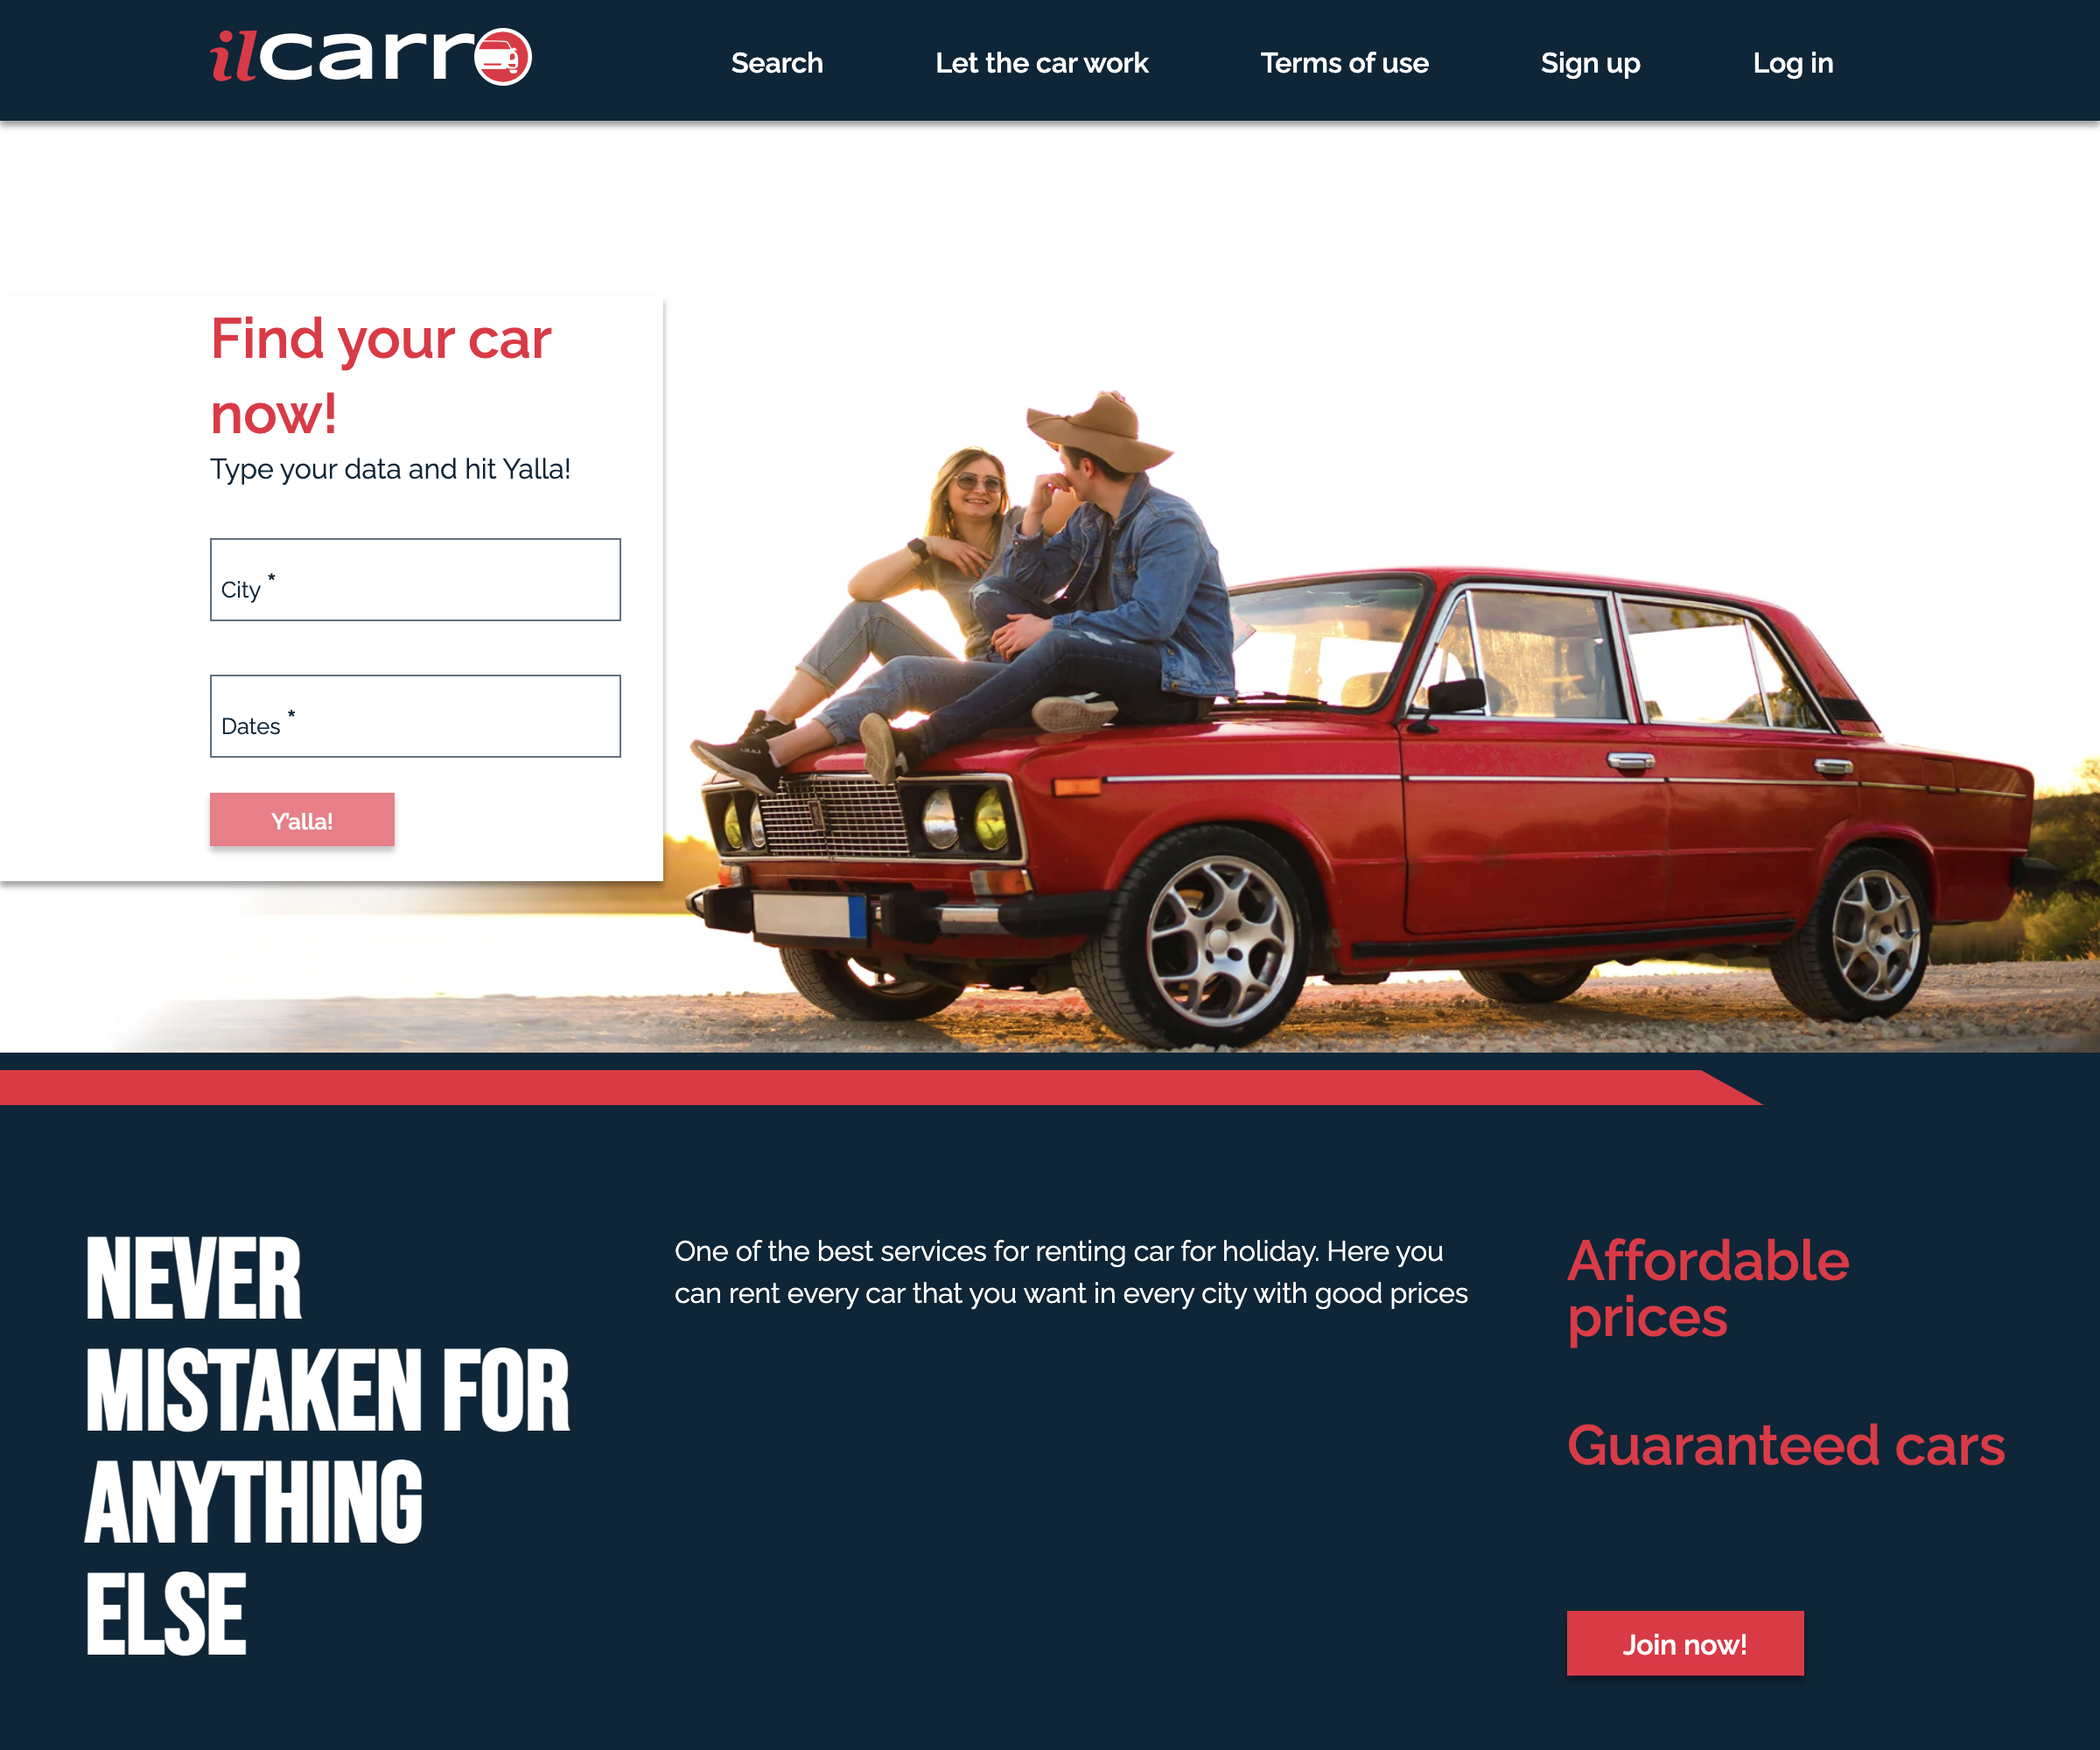 ilcarro
Search
Let the car work
Terms of use
Sign up
Log in
Find your car
now!
Type your data and hit Yalla!
City *
Dates *
Y'alla!
NEVER
MISTAKEN FOR
ANYTHING
ELSE
One of the best services for renting car for holiday. Here you
can rent every car that you want in every city with good prices
Affordable
prices
Guaranteed cars
Join now!